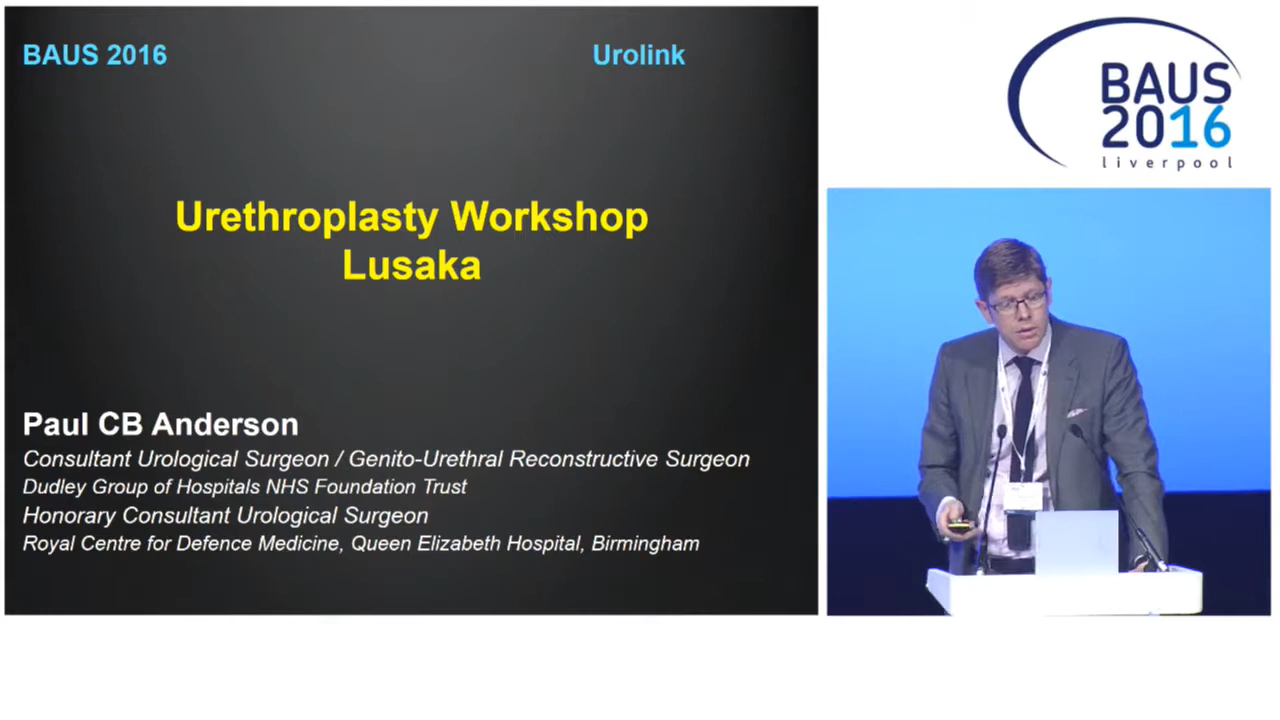 BAUS 2016
Urolink
Urethroplasty Workshop
Lusaka
Paul CB Anderson
Consultant Urological Surgeon / Genito-Urethral Reconstructive Surgeon
Dudley Group of Hospitals NHS Foundation Trust
Honorary Consultant Urological Surgeon
Royal Centre for Defence Medicine, Queen Elizabeth Hospital, Birmingham
BAUS
2016
liverpool